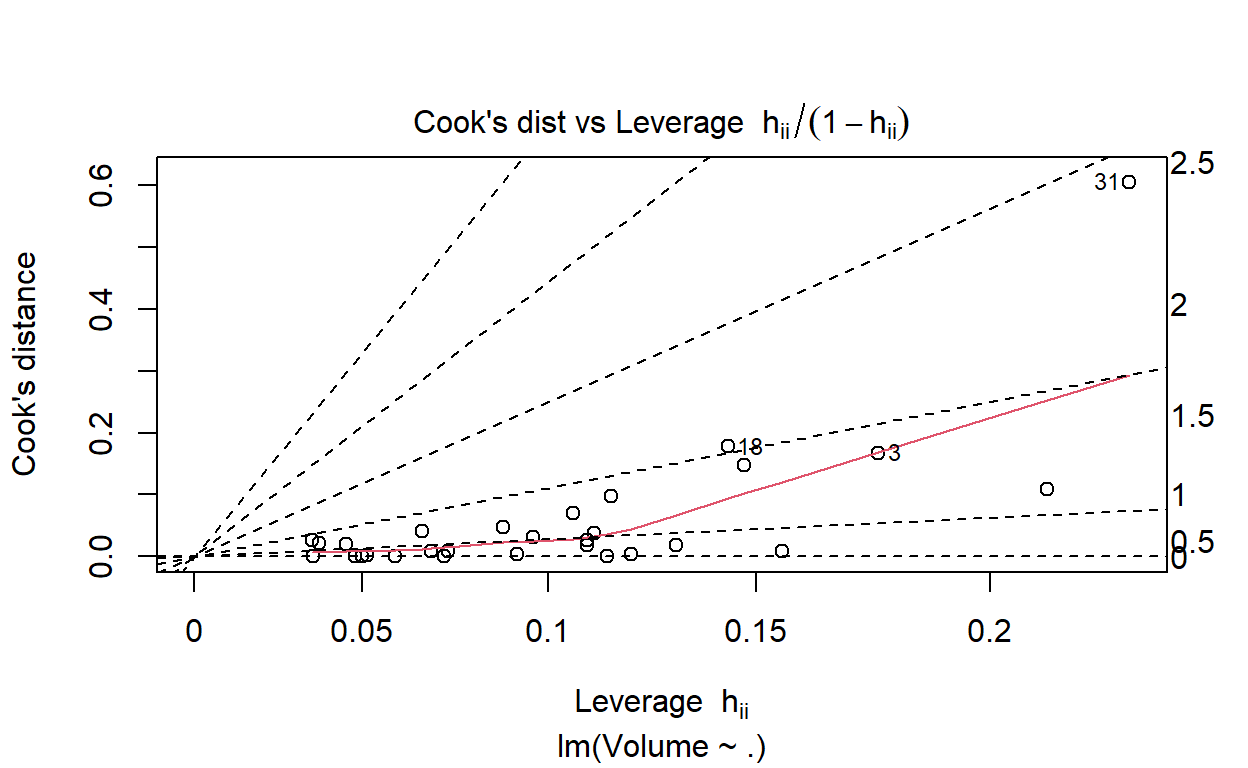 Cook's dist vs Leverage hᵢᵢ/(1 − hᵢᵢ)
Cook's distance
0.6
0.4
0.2
0.0
2.5
2
1.5
1
0.5
0
31
18
3
0 0.05 0.1 0.15 0.2
Leverage hᵢᵢ
lm(Volume ~ .)